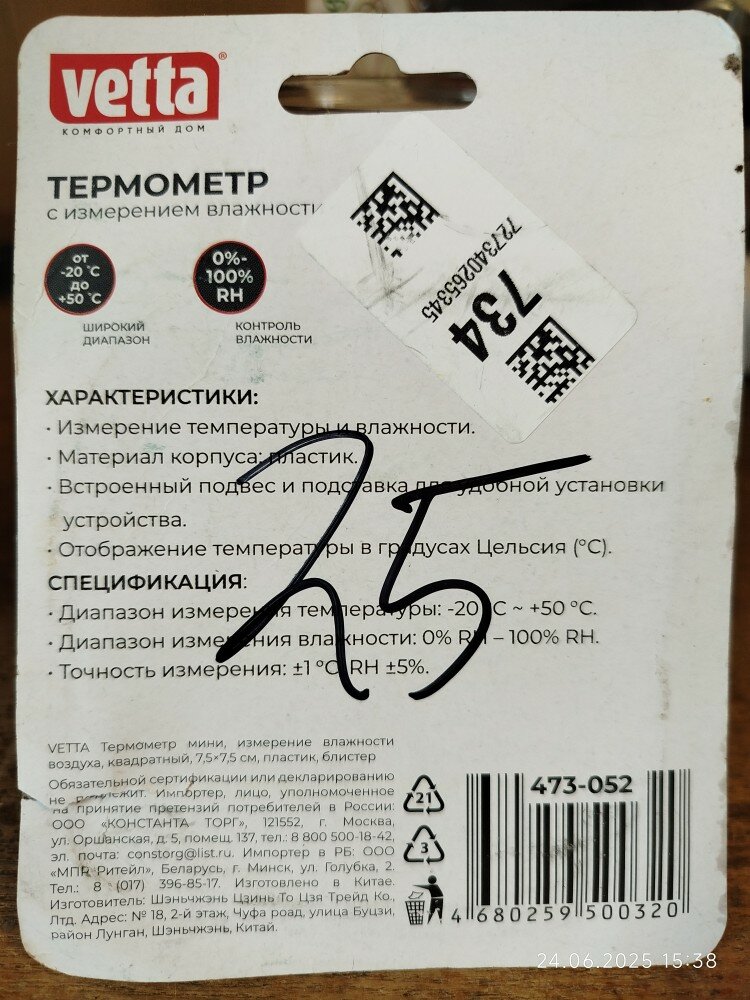 vetta®
КОМФОРТНЫЙ ДОМ
ТЕРМОМЕТР
с измерением влажности
от
-20 °C
до
+50 °C
ШИРОКИЙ
ДИАПАЗОН
0%-
100%
RH
КОНТРОЛЬ
ВЛАЖНОСТИ
727340265345
734
ХАРАКТЕРИСТИКИ:
• Измерение температуры и влажности.
• Материал корпуса: пластик.
• Встроенный подвес и подставка для удобной установки
устройства.
• Отображение температуры в градусах Цельсия (°C).
СПЕЦИФИКАЦИЯ:
• Диапазон измерения температуры: -20 °C ~ +50 °C.
• Диапазон измерения влажности: 0% RH – 100% RH.
• Точность измерения: ±1 °C, RH ±5%.
25
VETTA Термометр мини, измерение влажности
воздуха, квадратный, 7,5×7,5 см, пластик, блистер
Обязательной сертификации или декларированию
не подлежит. Импортер, лицо, уполномоченное
на принятие претензий потребителей в России:
ООО «КОНСТАНТА ТОРГ», 121552, г. Москва,
ул. Оршанская, д. 5, помещ. 137, тел.: 8 800 500-18-42,
эл. почта: constorg@list.ru. Импортер в РБ: ООО
«МПР Ритейл», Беларусь, г. Минск, ул. Голубка, 2.
Тел.: 8 (017) 396-85-17. Изготовлено в Китае.
Изготовитель: Шэньчжэнь Цзинь То Цзя Трейд Ко.,
Лтд. Адрес: № 18, 2-й этаж, Чуфа роад, улица Буцзи,
район Лунган, Шэньчжэнь, Китай.
21
3
473-052
4 680259 500320
24.06.2025 15:38